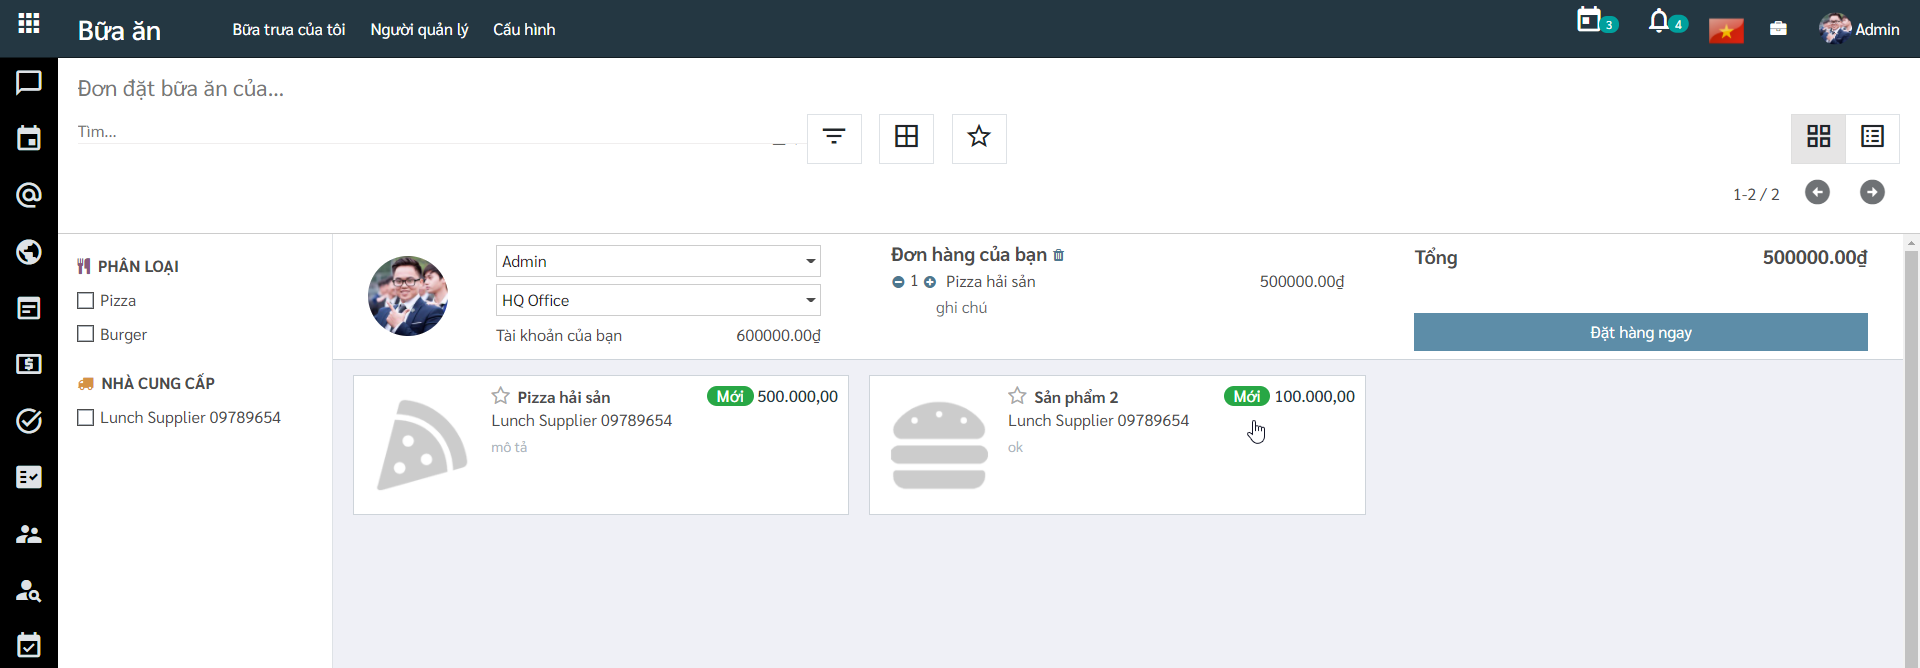 Bữa ăn
Bữa trưa của tôi
Người quản lý
Cấu hình
3
4
Admin
Đơn đặt bữa ăn của...
Tìm...
1-2 / 2
PHÂN LOẠI
Pizza
Burger
NHÀ CUNG CẤP
Lunch Supplier 09789654
Admin
HQ Office
Tài khoản của bạn 600000.00₫
Đơn hàng của bạn
1 Pizza hải sản 500000.00₫
ghi chú
Tổng 500000.00₫
Đặt hàng ngay
Pizza hải sản Mới 500.000,00
Lunch Supplier 09789654
mô tả
Sản phẩm 2 Mới 100.000,00
Lunch Supplier 09789654
ok